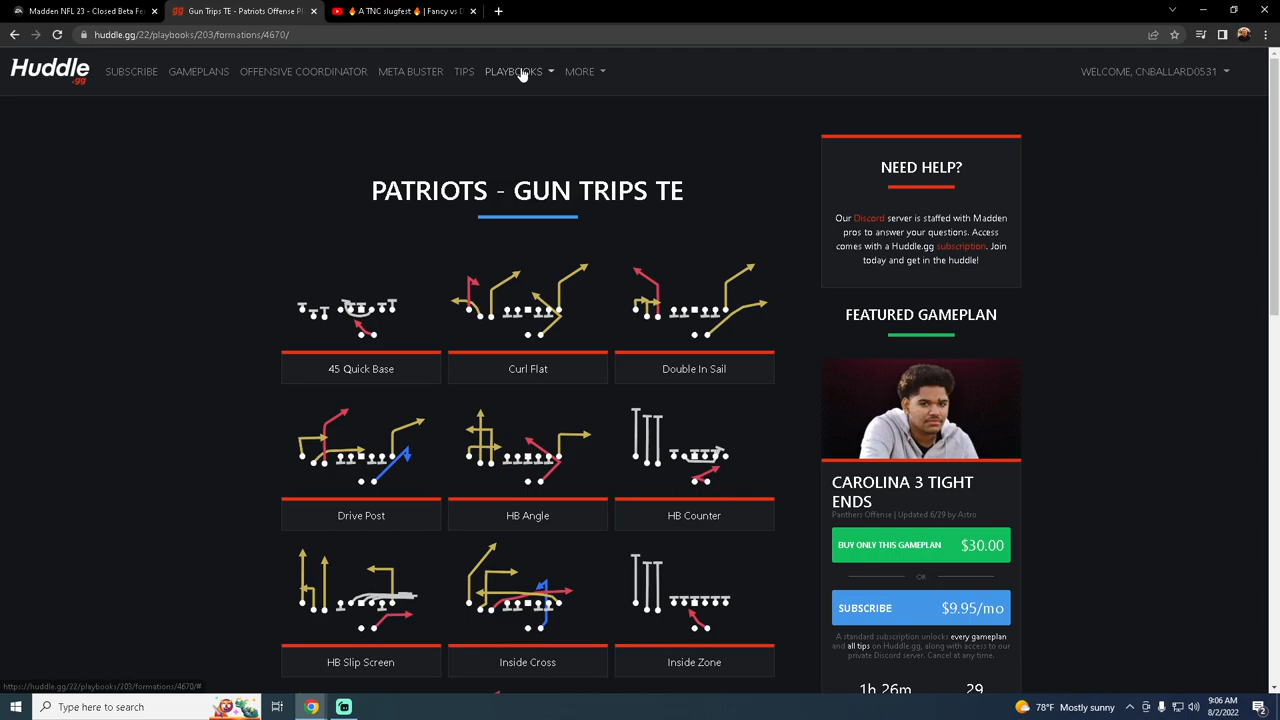 Madden NFL 23 - Closed Beta Fe
Gun Trips TE - Patriots Offense Pl
🔥 A TNC slugfest 🔥 | Fancy vs D
huddle.gg/22/playbooks/203/formations/4670/
Huddle.gg
SUBSCRIBE
GAMEPLANS
OFFENSIVE COORDINATOR
META BUSTER
TIPS
PLAYBOOKS
MORE
WELCOME, CNBALLARD0531
PATRIOTS - GUN TRIPS TE
45 Quick Base
Curl Flat
Double In Sail
Drive Post
HB Angle
HB Counter
HB Slip Screen
Inside Cross
Inside Zone
NEED HELP?
Our Discord server is staffed with Madden
pros to answer your questions. Access
comes with a Huddle.gg subscription. Join
today and get in the huddle!
FEATURED GAMEPLAN
CAROLINA 3 TIGHT
ENDS
Panthers Offense | Updated 6/29 by Astro
BUY ONLY THIS GAMEPLAN $30.00
OR
SUBSCRIBE $9.95/mo
A standard subscription unlocks every gameplan
and all tips on Huddle.gg, along with access to our
private Discord server. Cancel at any time.
1h 26m
29
https://huddle.gg/22/playbooks/203/formations/4670/#
Type here to search
78°F Mostly sunny
9:06 AM
8/2/2022